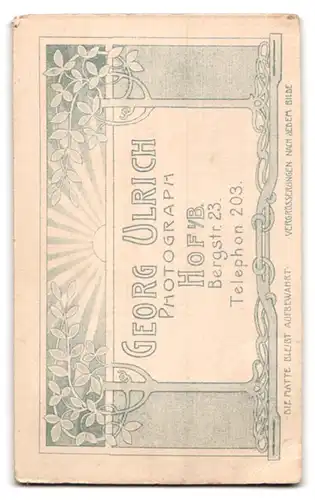 GEORG ULRICH
PHOTOGRAPH
HOF i/B.
Bergstr. 23.
Telephon 203.
DIE PLATTE BLEIBT AUFBEWAHRT. VERGRÖSSERUNGEN NACH JEDEM BILDE